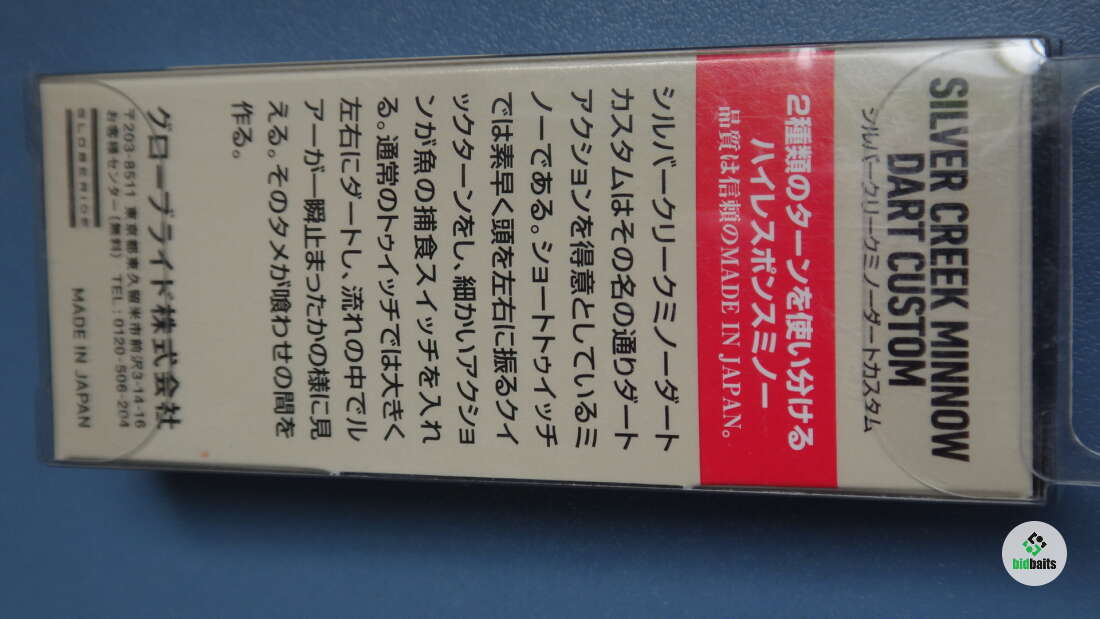 SILVER CREEK MINNOW
DART CUSTOM
シルバークリークミノーダートカスタム
2種類のターンを使い分ける
ハイレスポンスミノー
品質は信頼のMADE IN JAPAN。
シルバークリークミノーダート
カスタムはその名の通りダート
アクションを得意としているミ
ノーである。ショートトゥイッチ
では素早く頭を左右に振るクイ
ックターンをし、細かいアクショ
ンが魚の捕食スイッチを入れ
る。通常のトゥイッチでは大きく
左右にダートし、流れの中でル
アーが一瞬止まったかの様に見
える。そのタメが喰わせの間を
作る。
グローブライド株式会社
〒203-8511 東京都東久留米市前沢3-14-16
お客様センター(無料) TEL:0120-506-204
GLOBERIDE
MADE IN JAPAN
bidbaits